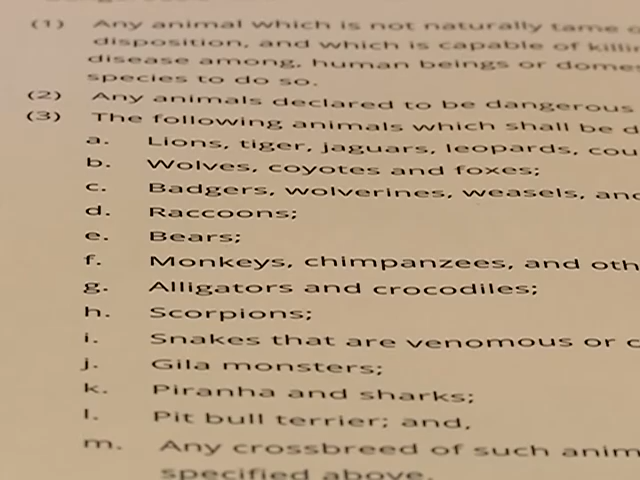 (1) Any animal which is not naturally tame
disposition, and which is capable of
disease among, human beings or
species to do so.
(2) Any animals declared to be dangerous
(3) The following animals which shall be
a. Lions, tiger, jaguars, leopards,
b. Wolves, coyotes and foxes;
c. Badgers, wolverines, weasels, and
d. Raccoons;
e. Bears;
f. Monkeys, chimpanzees, and
g. Alligators and crocodiles;
h. Scorpions;
i. Snakes that are venomous or
j. Gila monsters;
k. Piranha and sharks;
l. Pit bull terrier; and,
m. Any crossbreed of such
specified above.